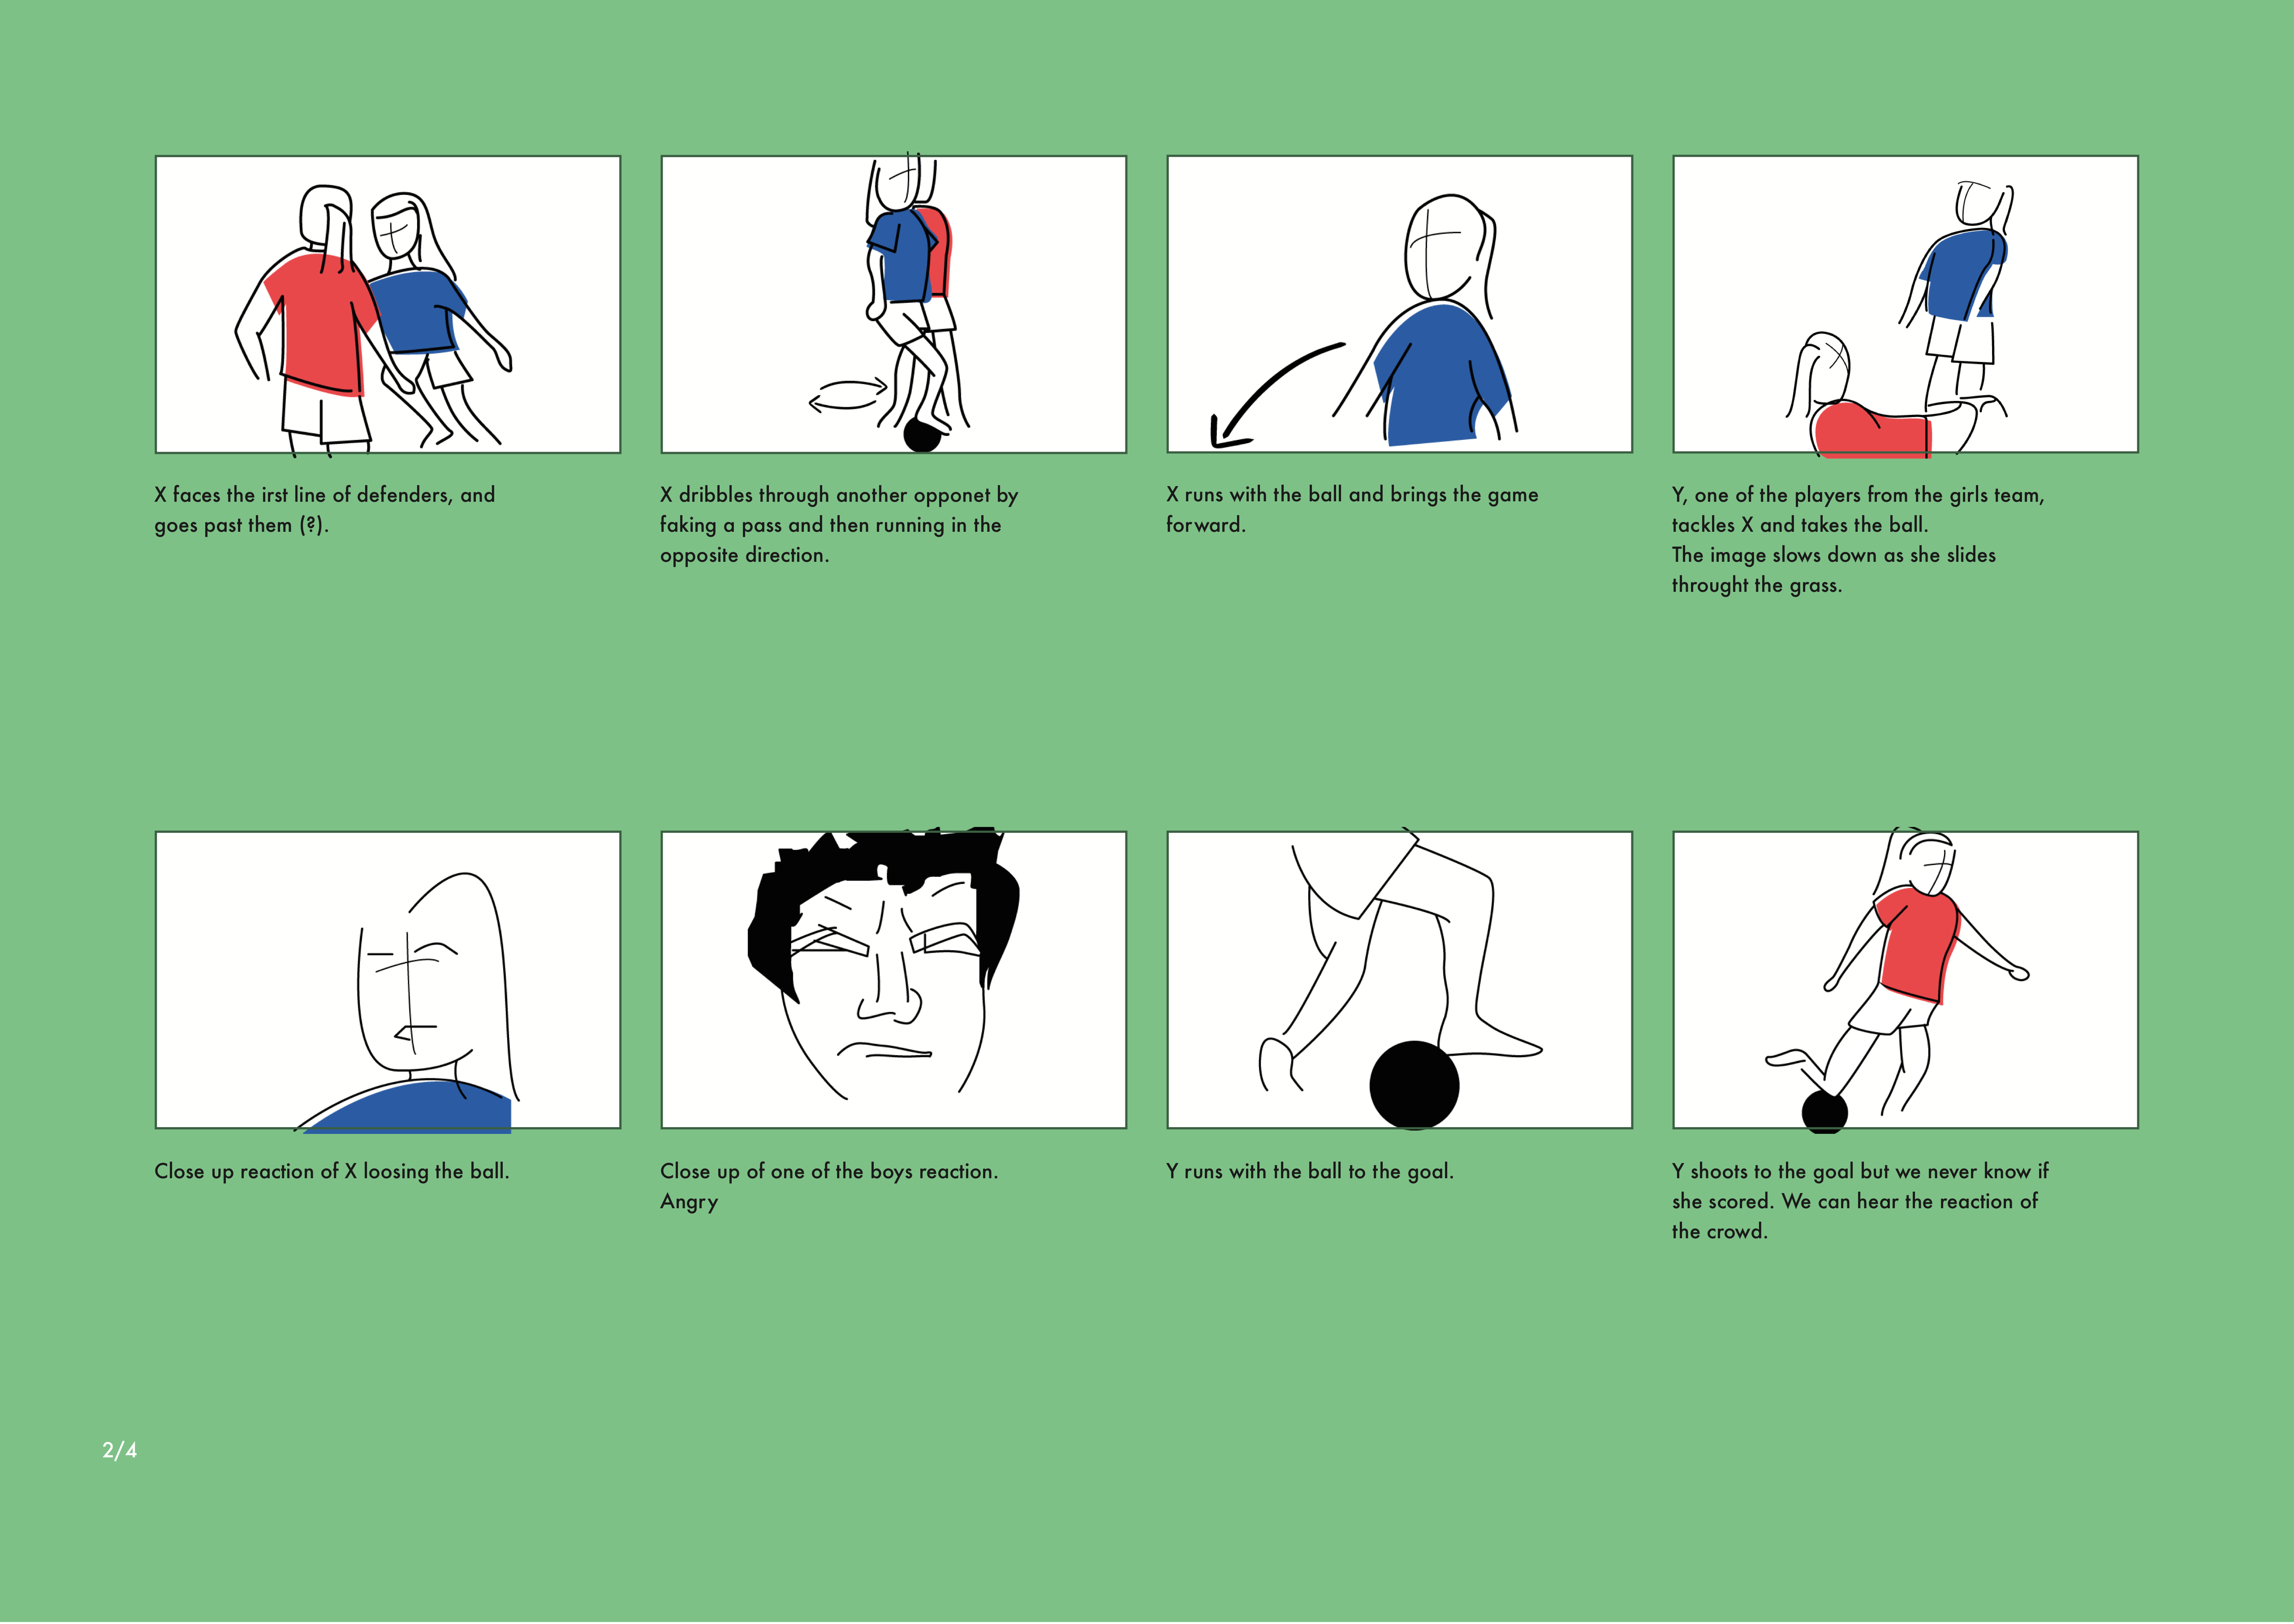 X faces the irst line of defenders, and
goes past them (?).
X dribbles through another opponet by
faking a pass and then running in the
opposite direction.
X runs with the ball and brings the game
forward.
Y, one of the players from the girls team,
tackles X and takes the ball.
The image slows down as she slides
throught the grass.
Close up reaction of X loosing the ball.
Close up of one of the boys reaction.
Angry
Y runs with the ball to the goal.
Y shoots to the goal but we never know if
she scored. We can hear the reaction of
the crowd.
2/4